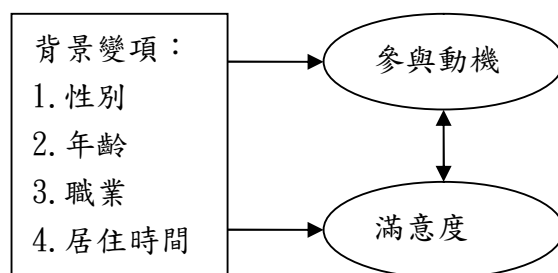 背景變項：
1.性別
2.年齡
3.職業
4.居住時間
參與動機
滿意度